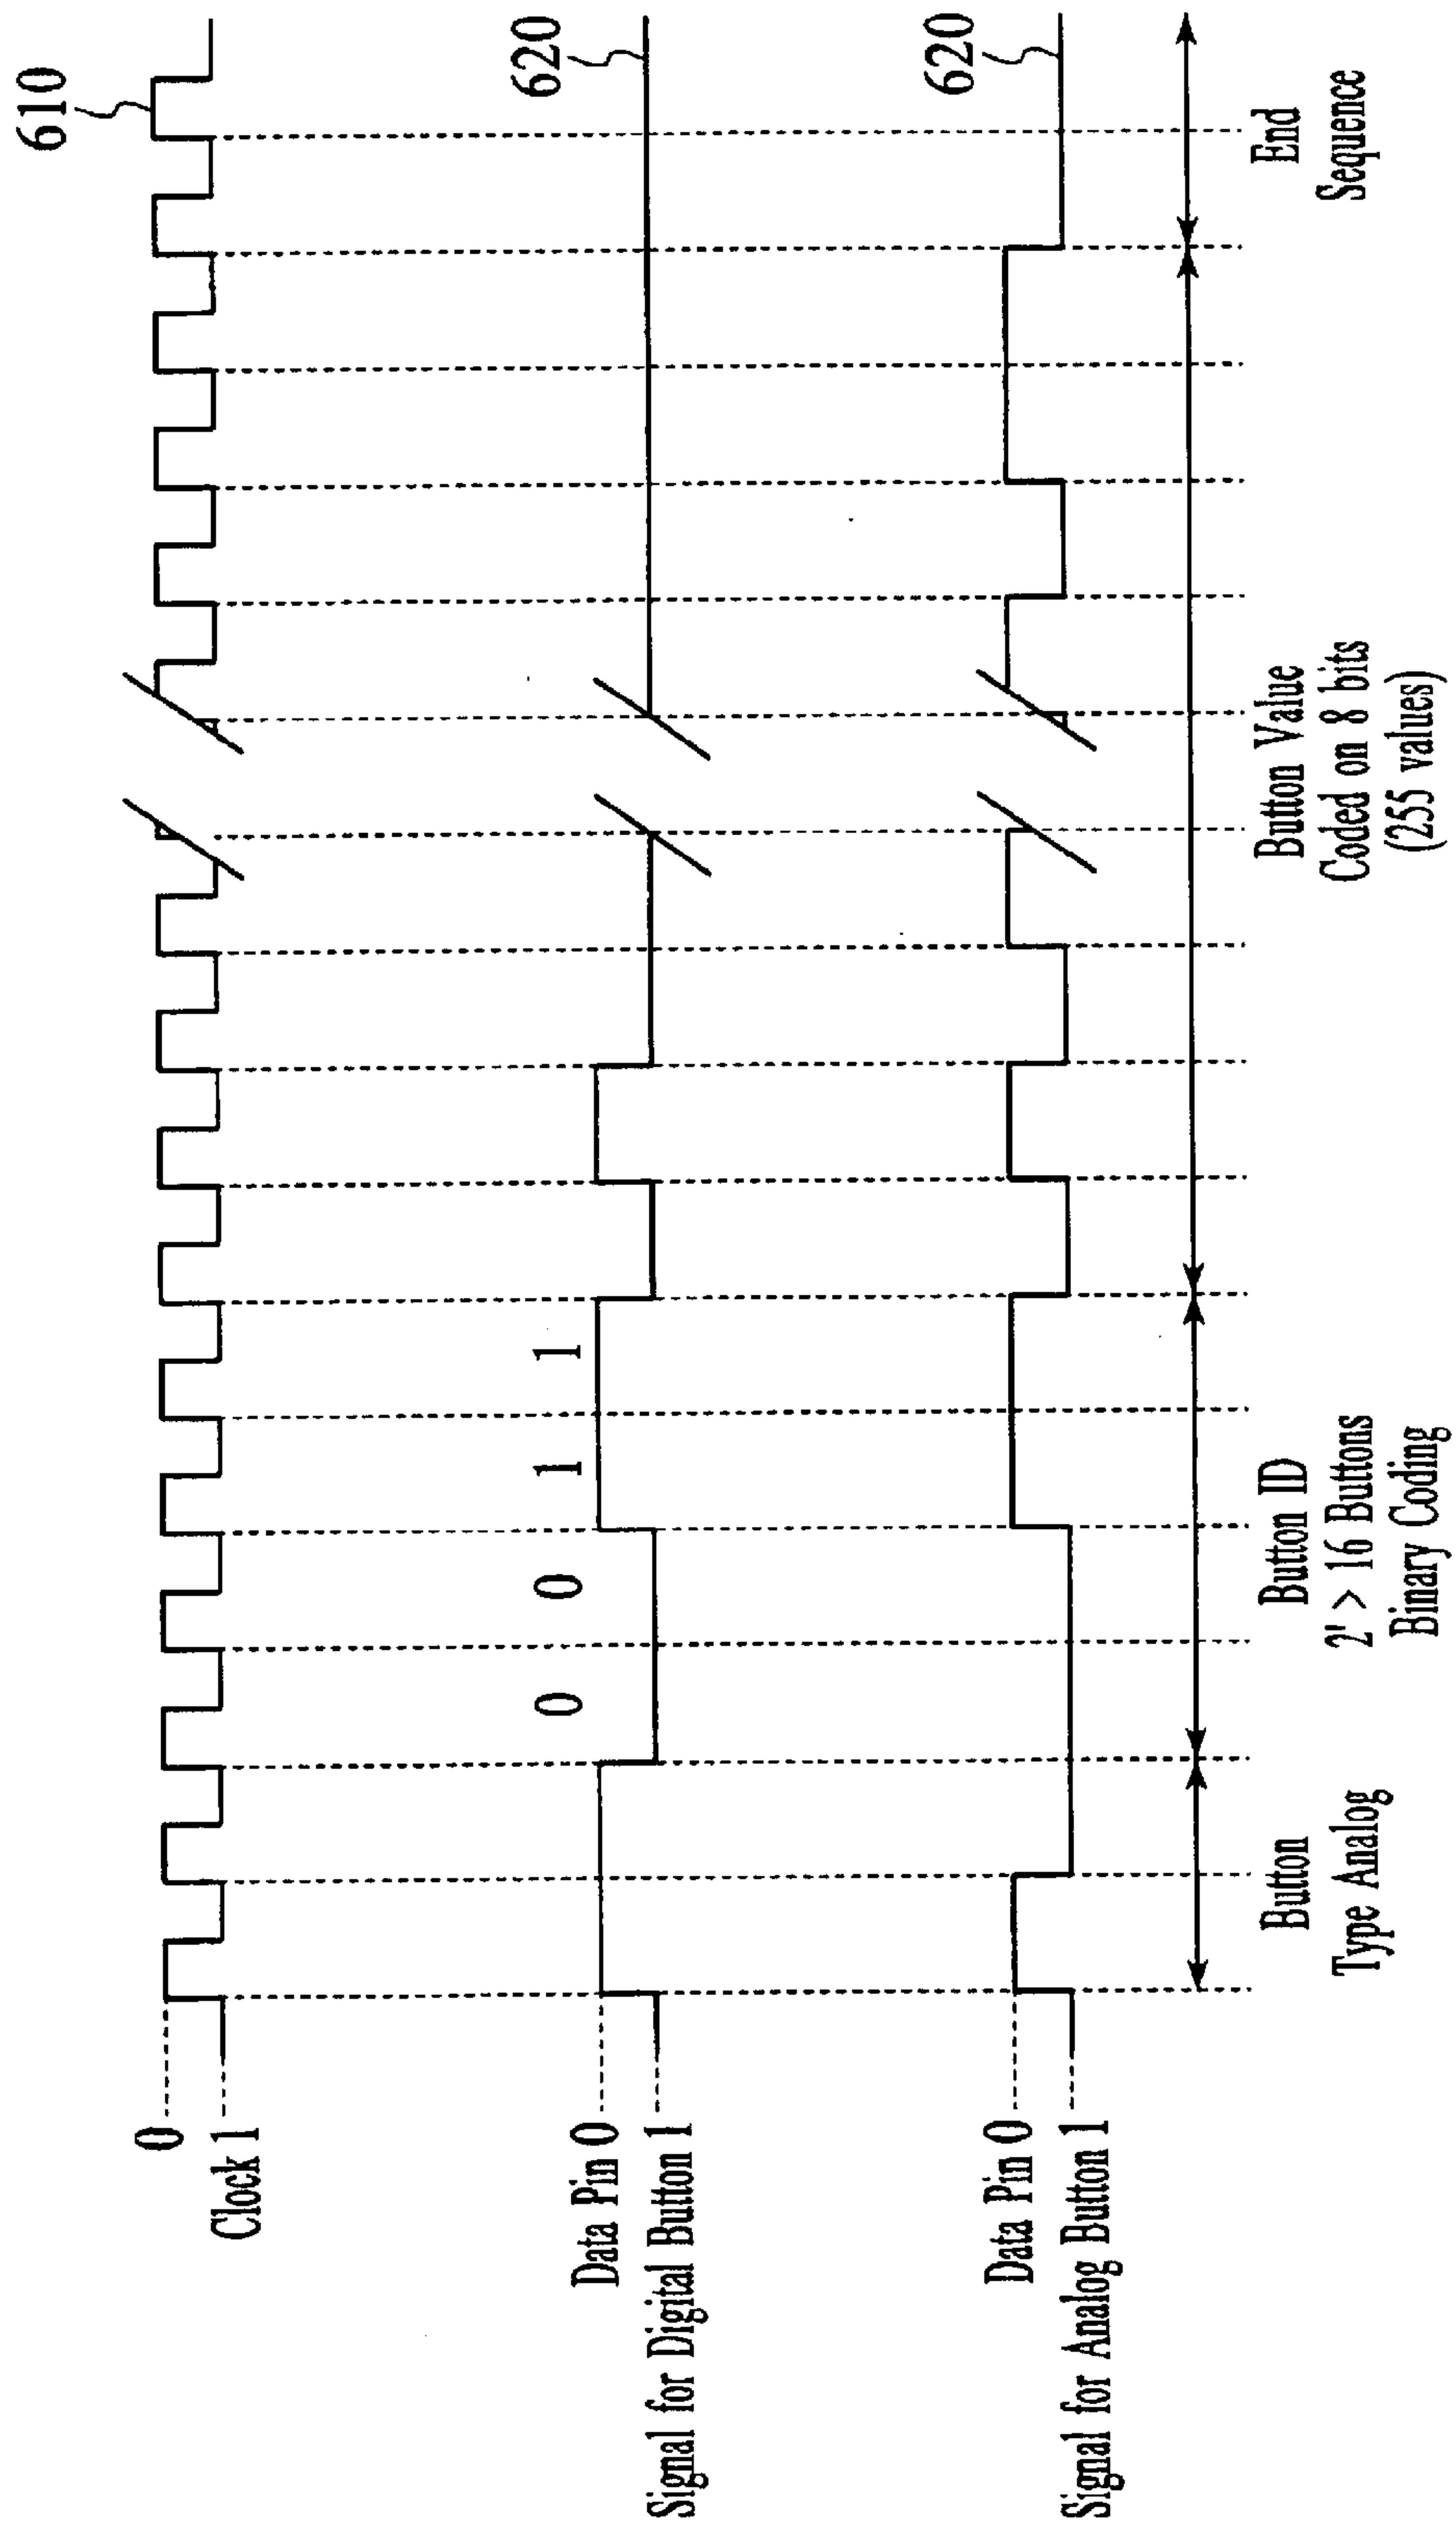 610
0
Clock 1
620
0 0 1 1
Data Pin 0
Signal for Digital Button 1
620
Data Pin 0
Signal for Analog Button 1
Button
Type Analog
Button ID
2' > 16 Buttons
Binary Coding
Button Value
Coded on 8 bits
(255 values)
End
Sequence